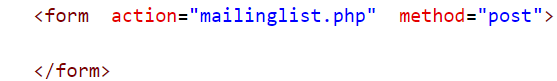 <form  action="mailinglist.php"  method="post">
</form>